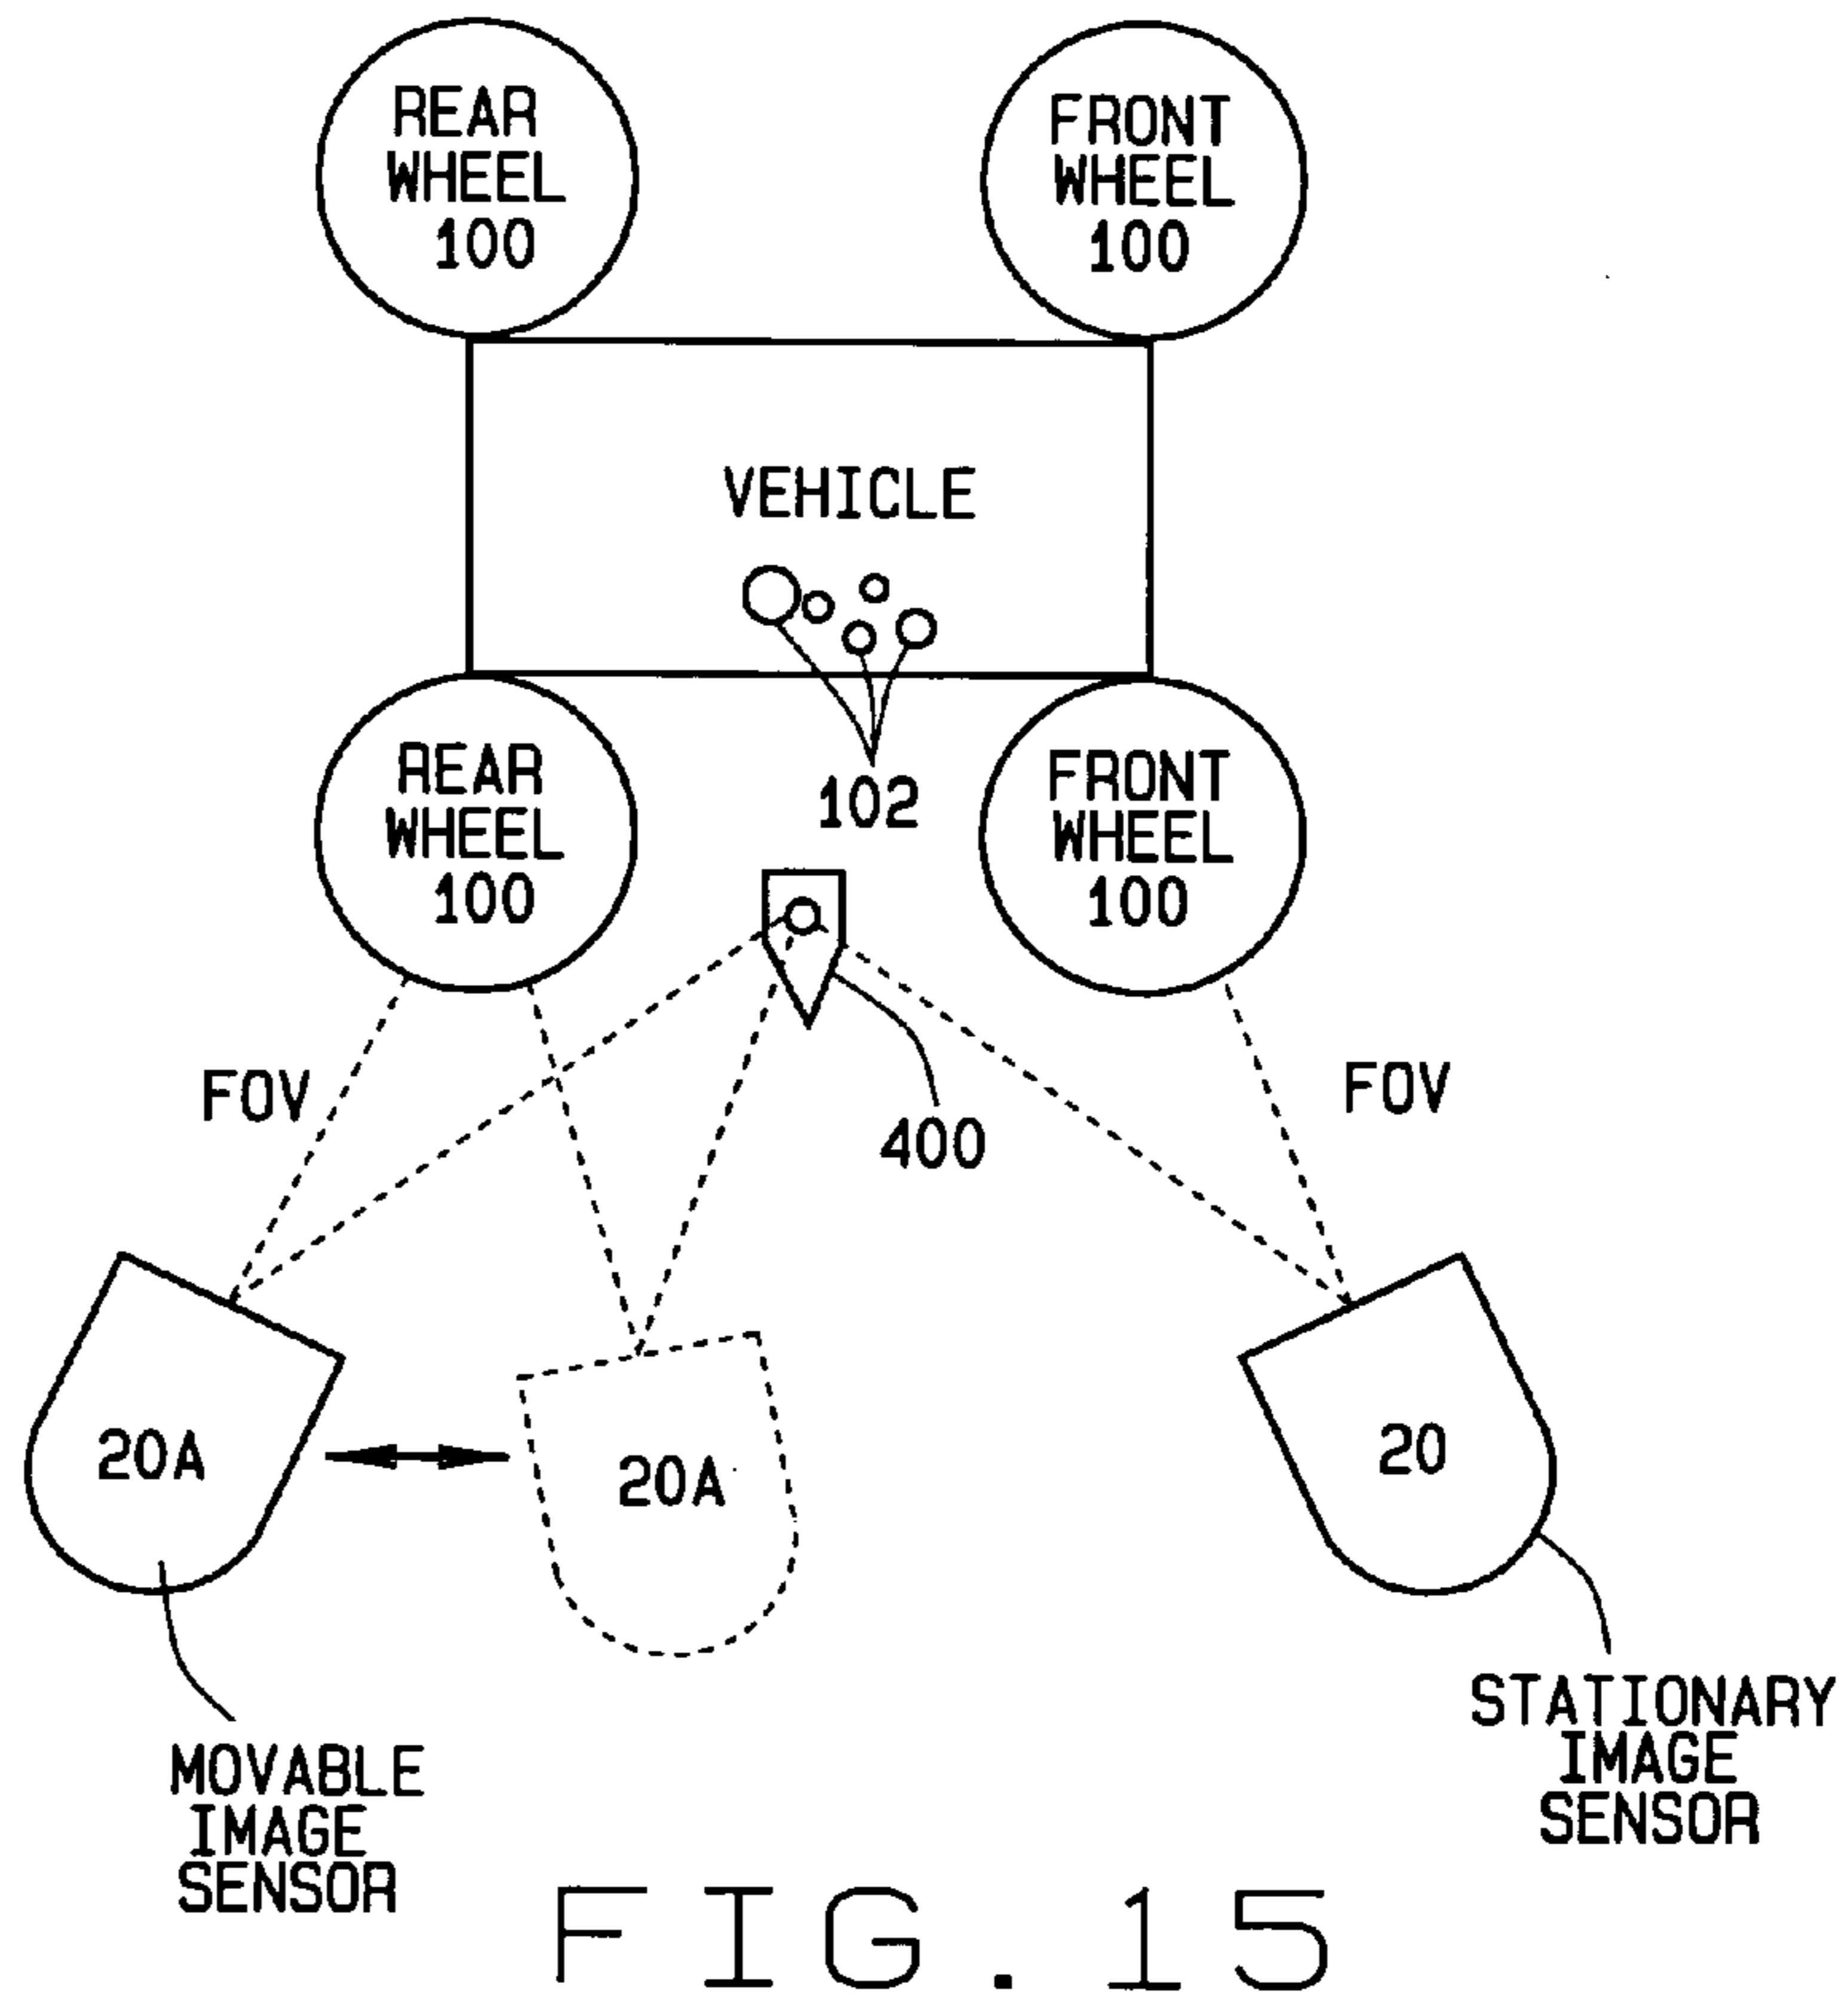 REAR
WHEEL
100
FRONT
WHEEL
100
VEHICLE
102
REAR
WHEEL
100
FRONT
WHEEL
100
FOV
FOV
400
20A
20A
20
MOVABLE
IMAGE
SENSOR
STATIONARY
IMAGE
SENSOR
FIG. 15